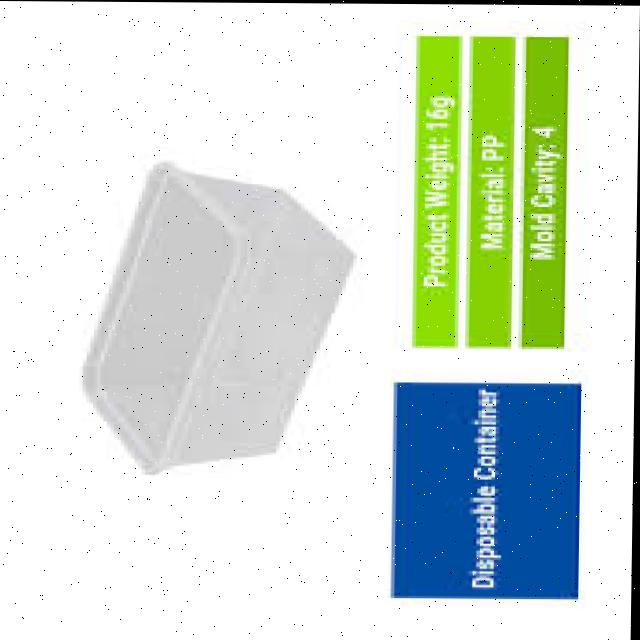 Disposable Container
Product Weight: 16g
Material: PP
Mold Cavity: 4